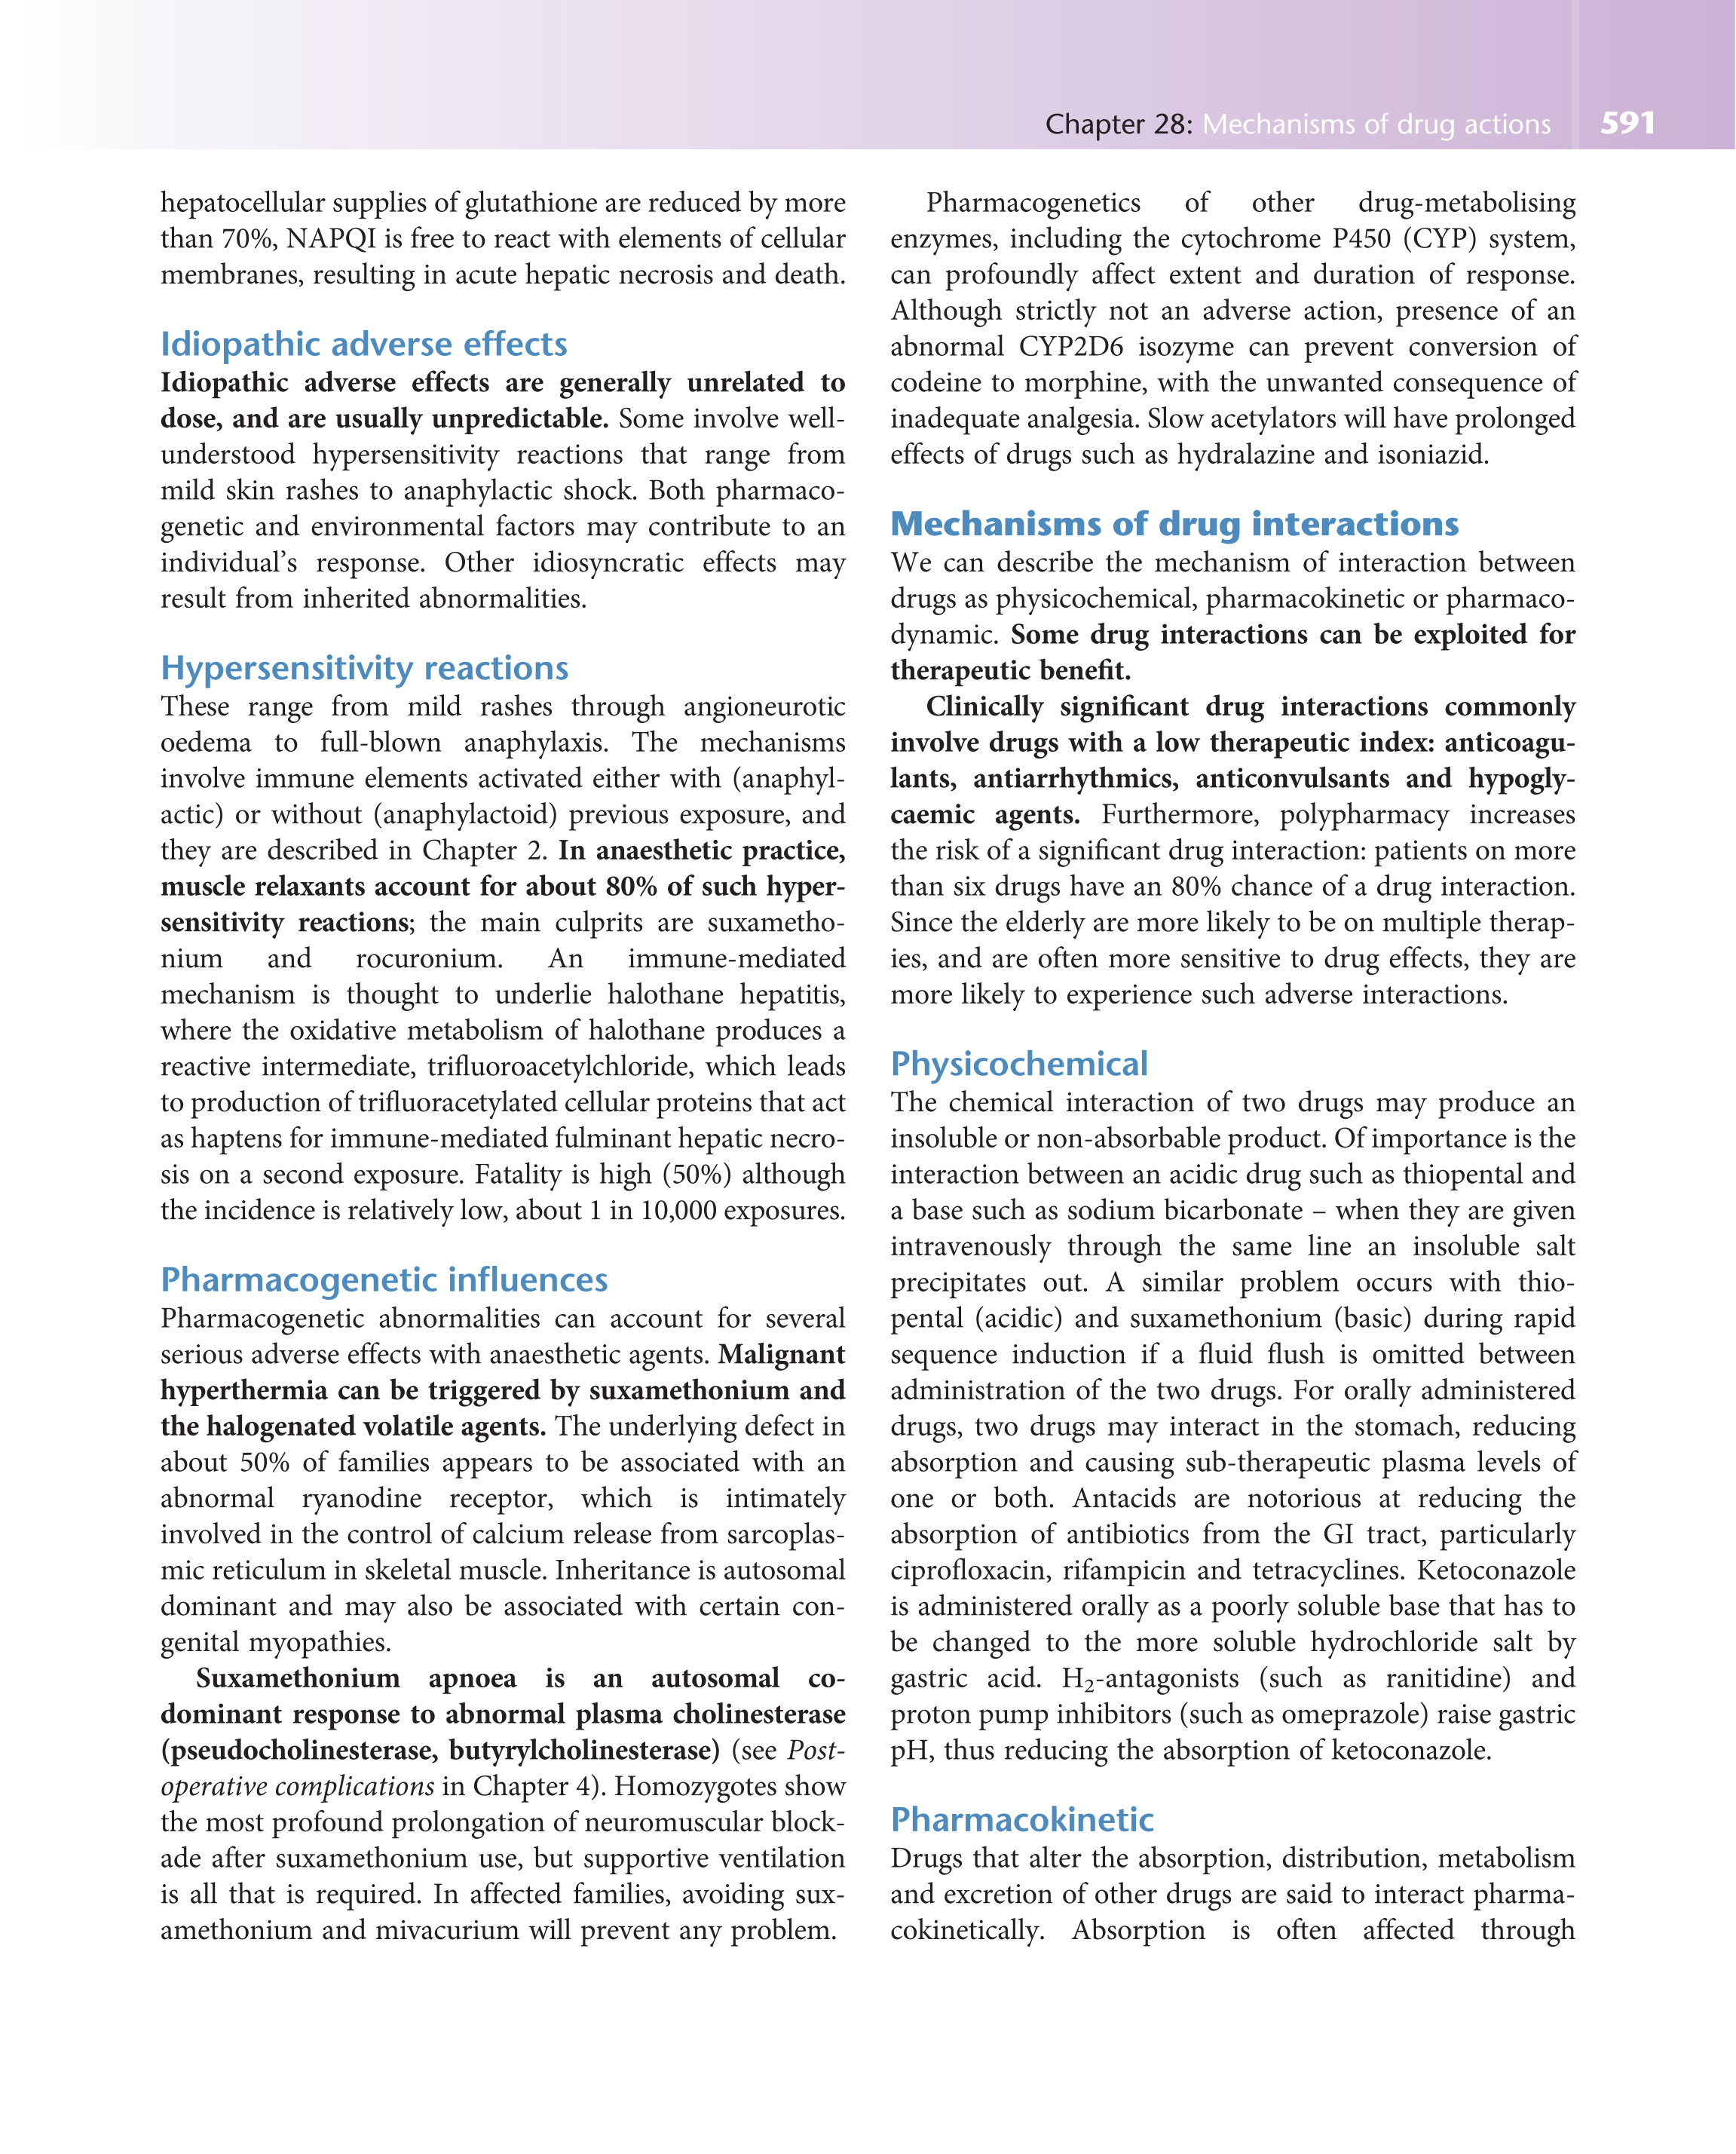 Chapter 28: Mechanisms of drug actions 591
hepatocellular supplies of glutathione are reduced by more
than 70%, NAPQI is free to react with elements of cellular
membranes, resulting in acute hepatic necrosis and death.
Idiopathic adverse effects
Idiopathic adverse effects are generally unrelated to
dose, and are usually unpredictable. Some involve well-
understood hypersensitivity reactions that range from
mild skin rashes to anaphylactic shock. Both pharmaco-
genetic and environmental factors may contribute to an
individual’s response. Other idiosyncratic effects may
result from inherited abnormalities.
Hypersensitivity reactions
These range from mild rashes through angioneurotic
oedema to full-blown anaphylaxis. The mechanisms
involve immune elements activated either with (anaphyl-
actic) or without (anaphylactoid) previous exposure, and
they are described in Chapter 2. In anaesthetic practice,
muscle relaxants account for about 80% of such hyper-
sensitivity reactions; the main culprits are suxametho-
nium and rocuronium. An immune-mediated
mechanism is thought to underlie halothane hepatitis,
where the oxidative metabolism of halothane produces a
reactive intermediate, trifluoroacetylchloride, which leads
to production of trifluoracetylated cellular proteins that act
as haptens for immune-mediated fulminant hepatic necro-
sis on a second exposure. Fatality is high (50%) although
the incidence is relatively low, about 1 in 10,000 exposures.
Pharmacogenetic influences
Pharmacogenetic abnormalities can account for several
serious adverse effects with anaesthetic agents. Malignant
hyperthermia can be triggered by suxamethonium and
the halogenated volatile agents. The underlying defect in
about 50% of families appears to be associated with an
abnormal ryanodine receptor, which is intimately
involved in the control of calcium release from sarcoplas-
mic reticulum in skeletal muscle. Inheritance is autosomal
dominant and may also be associated with certain con-
genital myopathies.
Suxamethonium apnoea is an autosomal co-
dominant response to abnormal plasma cholinesterase
(pseudocholinesterase, butyrylcholinesterase) (see Post-
operative complications in Chapter 4). Homozygotes show
the most profound prolongation of neuromuscular block-
ade after suxamethonium use, but supportive ventilation
is all that is required. In affected families, avoiding sux-
amethonium and mivacurium will prevent any problem.
Pharmacogenetics of other drug-metabolising
enzymes, including the cytochrome P450 (CYP) system,
can profoundly affect extent and duration of response.
Although strictly not an adverse action, presence of an
abnormal CYP2D6 isozyme can prevent conversion of
codeine to morphine, with the unwanted consequence of
inadequate analgesia. Slow acetylators will have prolonged
effects of drugs such as hydralazine and isoniazid.
Mechanisms of drug interactions
We can describe the mechanism of interaction between
drugs as physicochemical, pharmacokinetic or pharmaco-
dynamic. Some drug interactions can be exploited for
therapeutic benefit.
Clinically significant drug interactions commonly
involve drugs with a low therapeutic index: anticoagu-
lants, antiarrhythmics, anticonvulsants and hypogly-
caemic agents. Furthermore, polypharmacy increases
the risk of a significant drug interaction: patients on more
than six drugs have an 80% chance of a drug interaction.
Since the elderly are more likely to be on multiple therap-
ies, and are often more sensitive to drug effects, they are
more likely to experience such adverse interactions.
Physicochemical
The chemical interaction of two drugs may produce an
insoluble or non-absorbable product. Of importance is the
interaction between an acidic drug such as thiopental and
a base such as sodium bicarbonate – when they are given
intravenously through the same line an insoluble salt
precipitates out. A similar problem occurs with thio-
pental (acidic) and suxamethonium (basic) during rapid
sequence induction if a fluid flush is omitted between
administration of the two drugs. For orally administered
drugs, two drugs may interact in the stomach, reducing
absorption and causing sub-therapeutic plasma levels of
one or both. Antacids are notorious at reducing the
absorption of antibiotics from the GI tract, particularly
ciprofloxacin, rifampicin and tetracyclines. Ketoconazole
is administered orally as a poorly soluble base that has to
be changed to the more soluble hydrochloride salt by
gastric acid. H₂-antagonists (such as ranitidine) and
proton pump inhibitors (such as omeprazole) raise gastric
pH, thus reducing the absorption of ketoconazole.
Pharmacokinetic
Drugs that alter the absorption, distribution, metabolism
and excretion of other drugs are said to interact pharma-
cokinetically. Absorption is often affected through